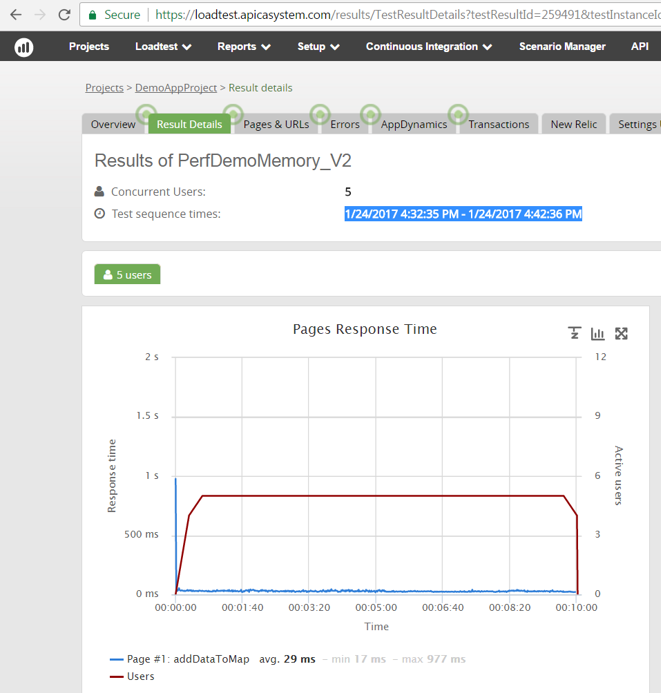 Secure https://loadtest.apicasystem.com/results/TestResultDetails?testResultId=259491&testInstanceId
Projects Loadtest Reports Setup Continuous Integration Scenario Manager API
Projects > DemoAppProject > Result details
Overview Result Details Pages & URLs Errors AppDynamics Transactions New Relic Settings
Results of PerfDemoMemory_V2
Concurrent Users: 5
Test sequence times: 1/24/2017 4:32:35 PM - 1/24/2017 4:42:36 PM
5 users
Pages Response Time
2 s 12
1.5 s 9
1 s 6
500 ms 3
0 ms 0
Response time
Active users
00:00:00 00:01:40 00:03:20 00:05:00 00:06:40 00:08:20 00:10:00
Time
Page #1: addDataToMap avg. 29 ms – min 17 ms – max 977 ms
Users